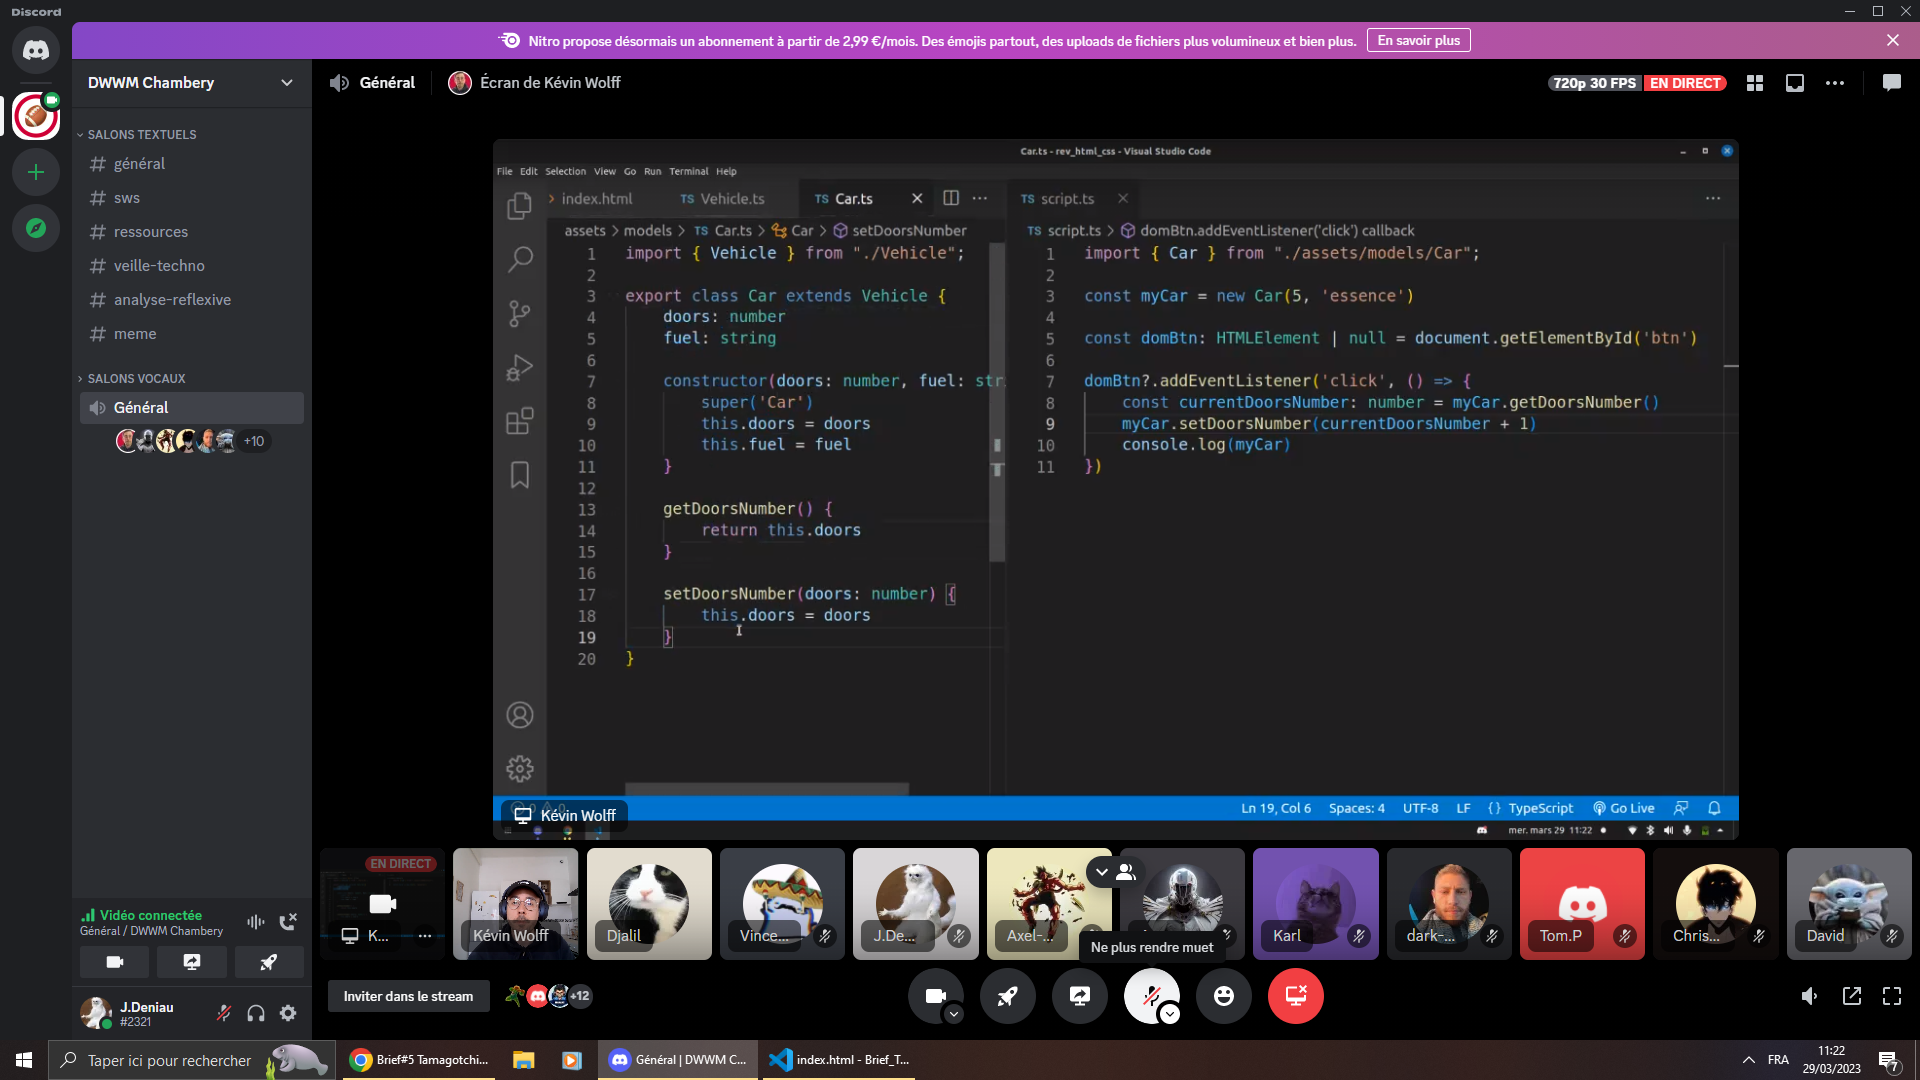 Discord
Nitro propose désormais un abonnement à partir de 2,99 €/mois. Des émojis partout, des uploads de fichiers plus volumineux et bien plus.
En savoir plus
DWWM Chambery
Général
Écran de Kévin Wolff
720p 30 FPS
EN DIRECT
SALONS TEXTUELS
général
sws
ressources
veille-techno
analyse-reflexive
meme
SALONS VOCAUX
Général
+10
Car.ts - rev_html_css - Visual Studio Code
File Edit Selection View Go Run Terminal Help
index.html
TS Vehicle.ts
TS Car.ts
assets > models > TS Car.ts > Car > setDoorsNumber
1 import { Vehicle } from "./Vehicle";
2
3 export class Car extends Vehicle {
4 doors: number
5 fuel: string
6
7 constructor(doors: number, fuel: str
8 super('Car')
9 this.doors = doors
10 this.fuel = fuel
11 }
12
13 getDoorsNumber() {
14 return this.doors
15 }
16
17 setDoorsNumber(doors: number) {
18 this.doors = doors
19 }
20 }
TS script.ts
TS script.ts > domBtn.addEventListener('click') callback
1 import { Car } from "./assets/models/Car";
2
3 const myCar = new Car(5, 'essence')
4
5 const domBtn: HTMLElement | null = document.getElementById('btn')
6
7 domBtn?.addEventListener('click', () => {
8 const currentDoorsNumber: number = myCar.getDoorsNumber()
9 myCar.setDoorsNumber(currentDoorsNumber + 1)
10 console.log(myCar)
11 })
Kévin Wolff
Ln 19, Col 6
Spaces: 4
UTF-8
LF
{} TypeScript
Go Live
mer. mars 29 11:22
EN DIRECT
K...
Kévin Wolff
Djalil
Vince...
J.De...
Axel-...
Karl
dark-...
Tom.P
Chris...
David
Ne plus rendre muet
Vidéo connectée
Général / DWWM Chambery
J.Deniau
#2321
Inviter dans le stream
+12
Taper ici pour rechercher
Brief#5 Tamagotchi...
Général | DWWM C...
index.html - Brief_T...
FRA
11:22
29/03/2023
7